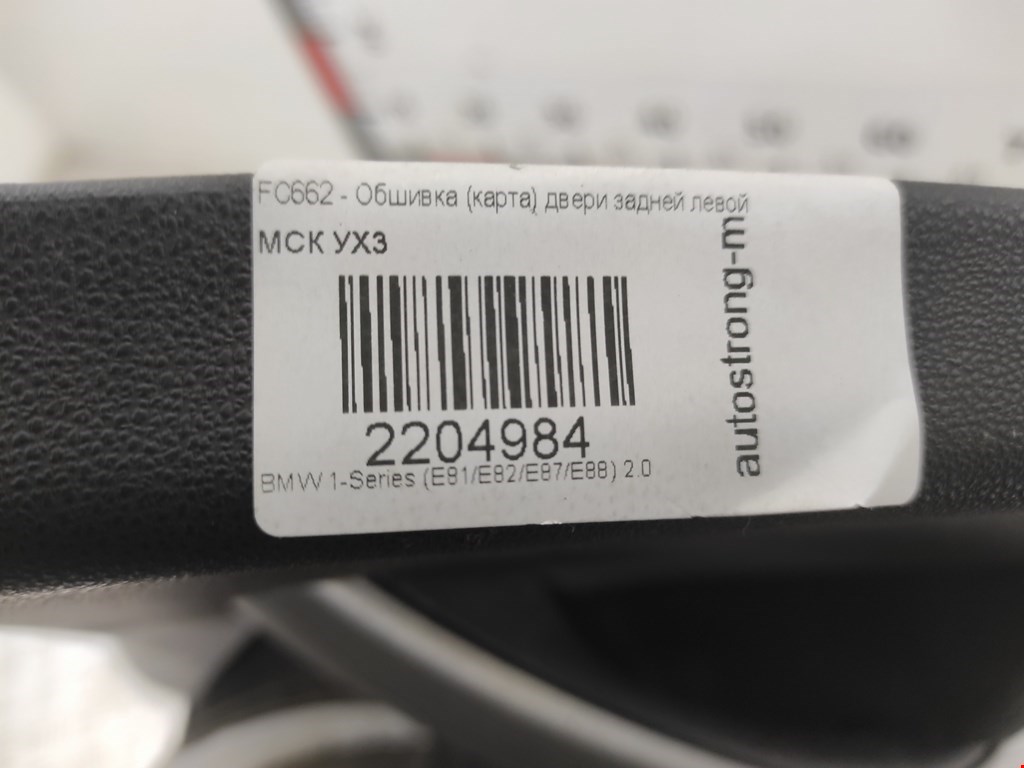 FC662 - Обшивка (карта) двери задней левой
МСК УХ3
2204984
BMW 1-Series (E81/E82/E87/E88) 2.0
autostrong-m